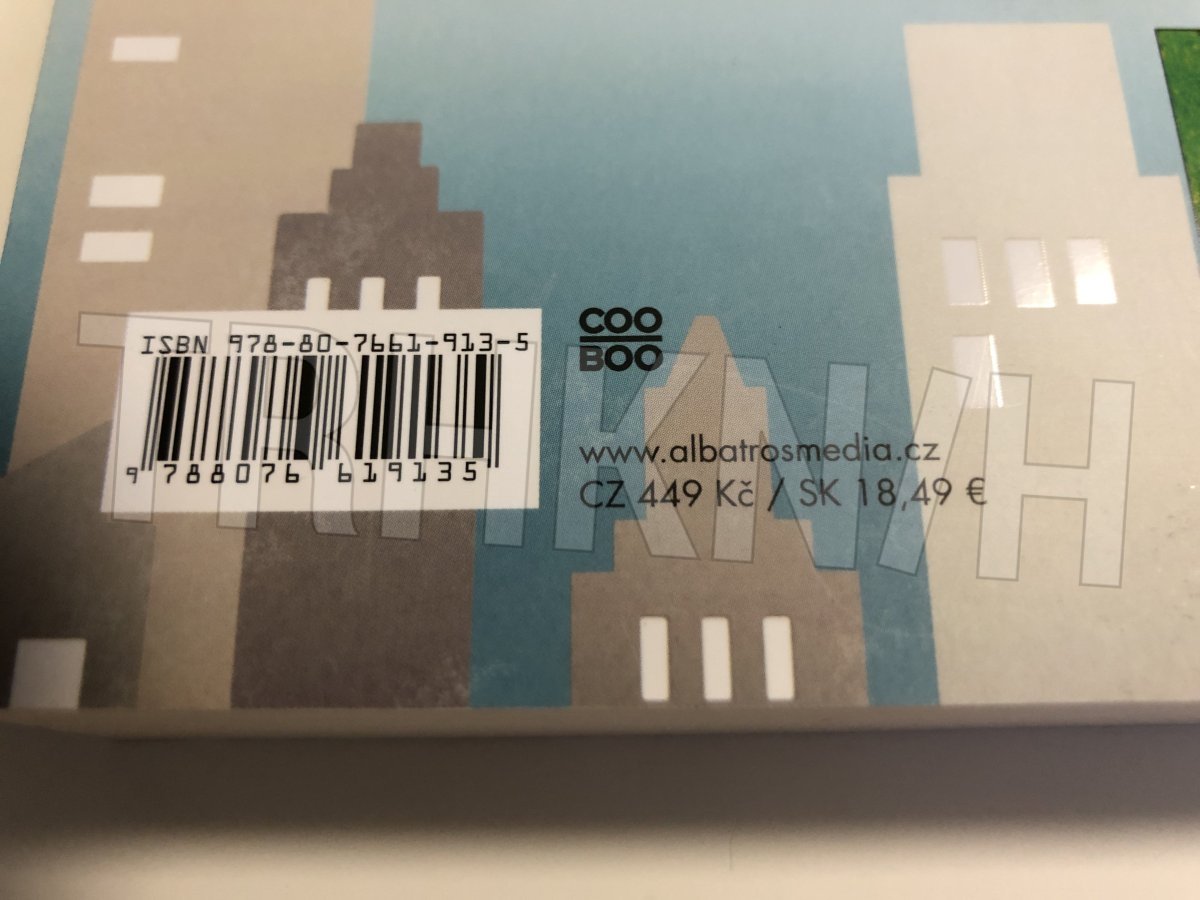 ISBN 978-80-7661-913-5
9 788076 619135
COO
BOO
www.albatrosmedia.cz
CZ 449 Kč / SK 18,49 €